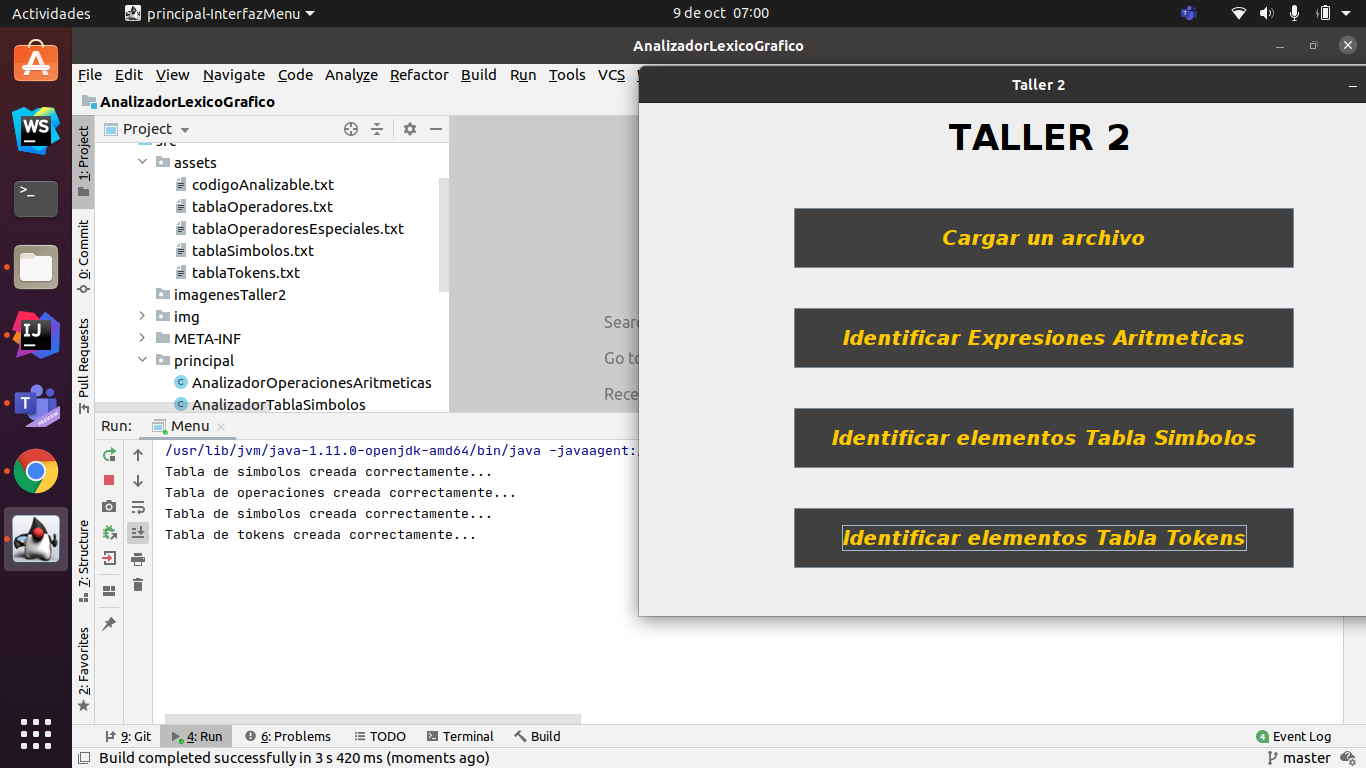 Actividades principal-InterfazMenu 9 de oct 07:00
AnalizadorLexicoGrafico
File Edit View Navigate Code Analyze Refactor Build Run Tools VCS
AnalizadorLexicoGrafico
Project
1: Project
0: Commit
Pull Requests
7: Structure
2: Favorites
src
assets
codigoAnalizable.txt
tablaOperadores.txt
tablaOperadoresEspeciales.txt
tablaSimbolos.txt
tablaTokens.txt
imagenesTaller2
img
META-INF
principal
AnalizadorOperacionesAritmeticas
AnalizadorTablaSimbolos
WS
>_
IJ
PREVIEW
Sear
Go to
Rece
Taller 2
TALLER 2
Cargar un archivo
Identificar Expresiones Aritmeticas
Identificar elementos Tabla Simbolos
Identificar elementos Tabla Tokens
Run: Menu
/usr/lib/jvm/java-1.11.0-openjdk-amd64/bin/java -javaagent:
Tabla de simbolos creada correctamente...
Tabla de operaciones creada correctamente...
Tabla de simbolos creada correctamente...
Tabla de tokens creada correctamente...
9: Git 4: Run 6: Problems TODO Terminal Build 4 Event Log
Build completed successfully in 3 s 420 ms (moments ago) master